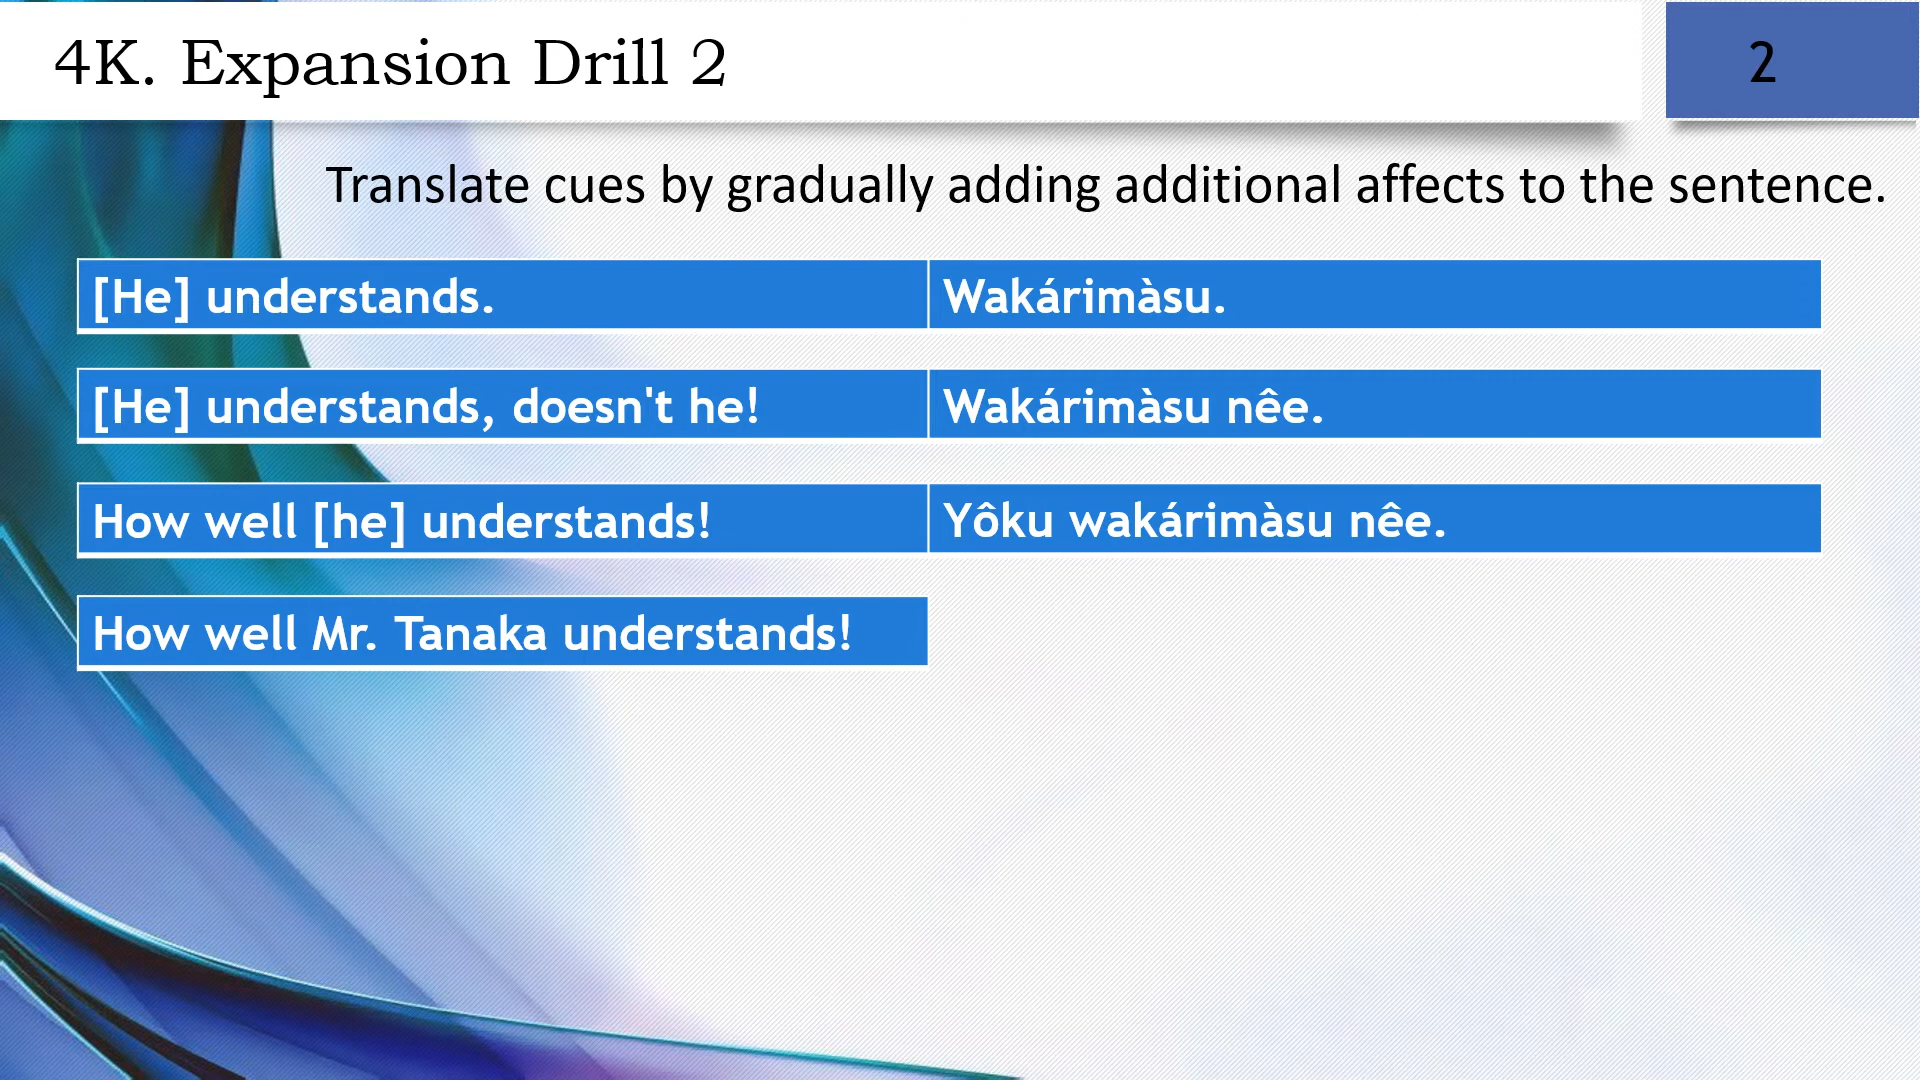 4K. Expansion Drill 2
2
Translate cues by gradually adding additional affects to the sentence.
[He] understands. Wakárimàsu.
[He] understands, doesn't he! Wakárimàsu nêe.
How well [he] understands! Yôku wakárimàsu nêe.
How well Mr. Tanaka understands!